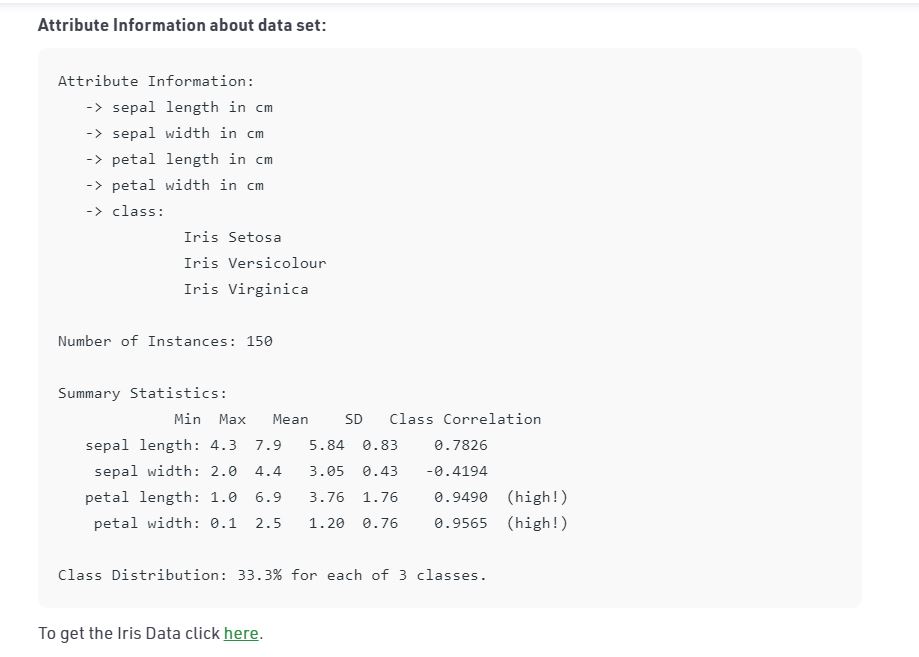 Attribute Information about data set:
Attribute Information:
-> sepal length in cm
-> sepal width in cm
-> petal length in cm
-> petal width in cm
-> class:
Iris Setosa
Iris Versicolour
Iris Virginica
Number of Instances: 150
Summary Statistics:
Min Max Mean SD Class Correlation
sepal length: 4.3 7.9 5.84 0.83 0.7826
sepal width: 2.0 4.4 3.05 0.43 -0.4194
petal length: 1.0 6.9 3.76 1.76 0.9490 (high!)
petal width: 0.1 2.5 1.20 0.76 0.9565 (high!)
Class Distribution: 33.3% for each of 3 classes.
To get the Iris Data click here.